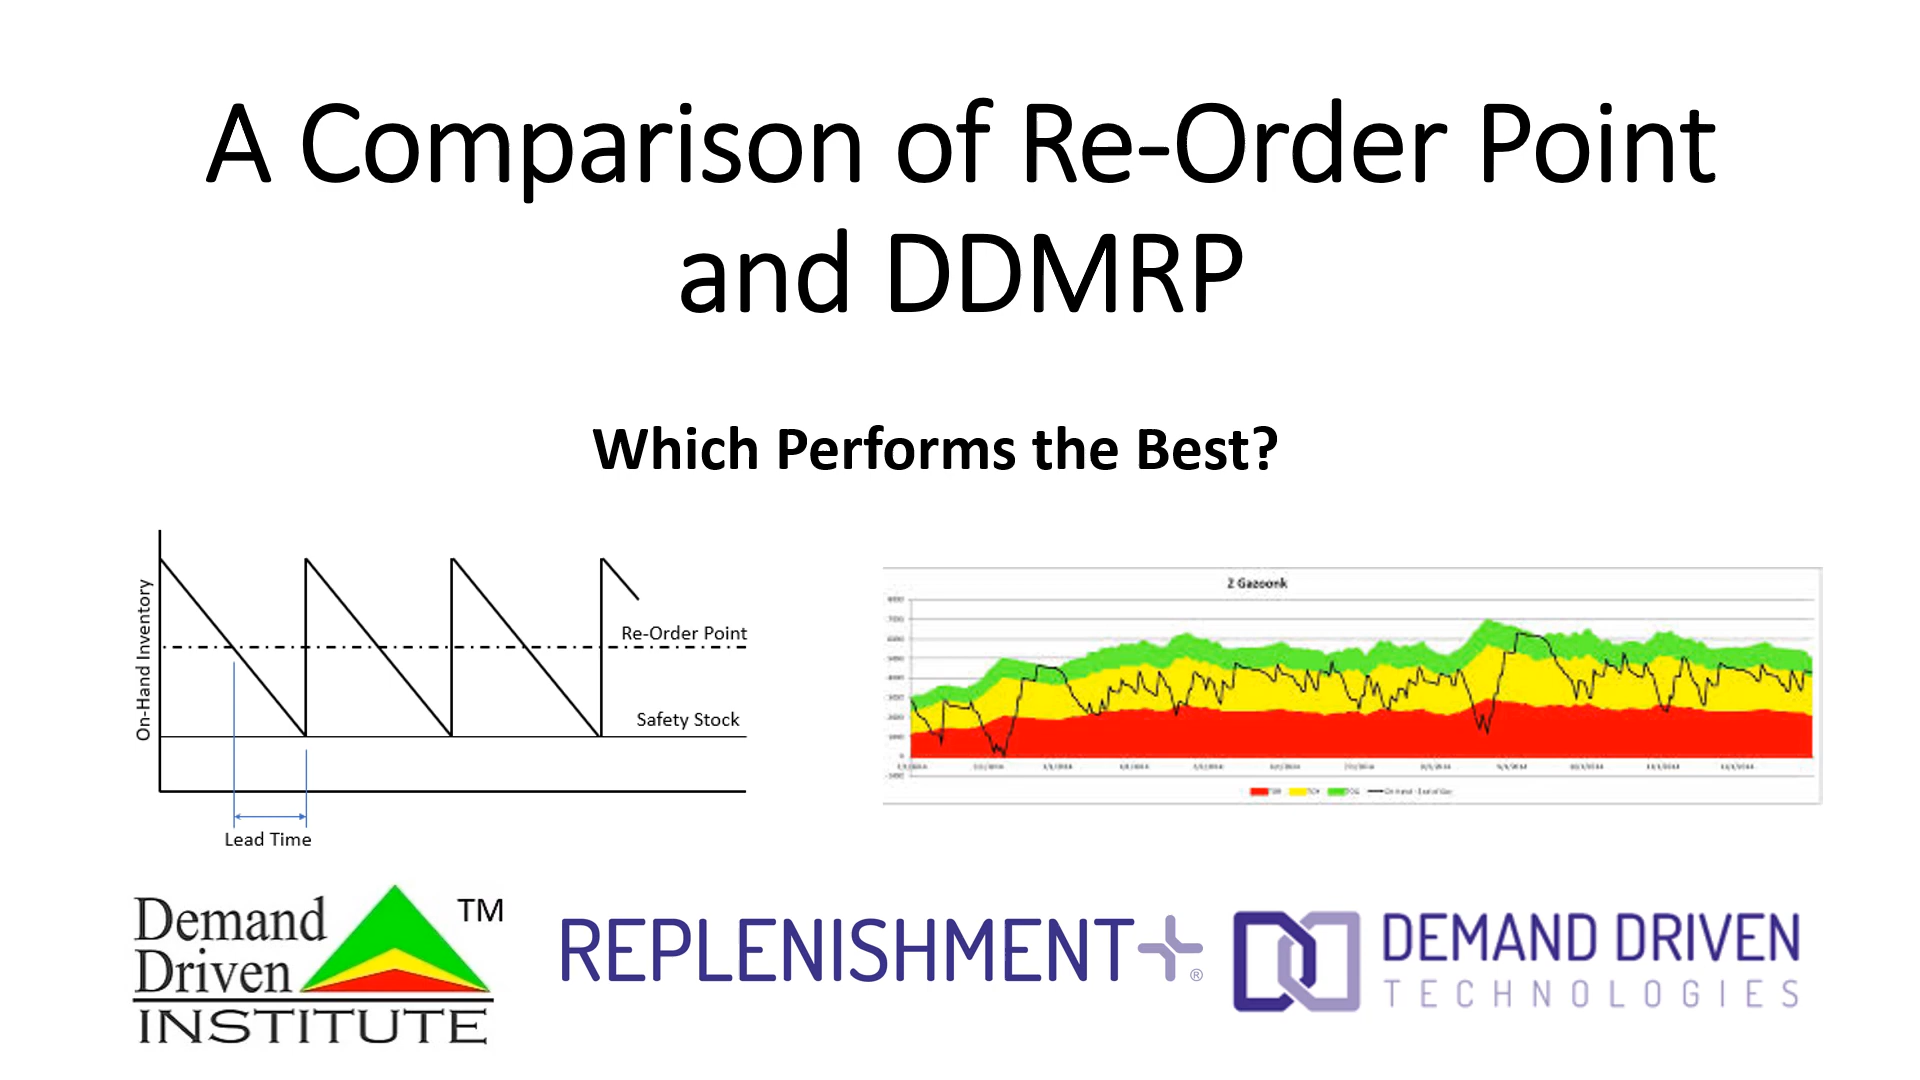 A Comparison of Re-Order Point
and DDMRP
Which Performs the Best?
On-Hand Inventory
Re-Order Point
Safety Stock
Lead Time
Z Gazoonk
Demand
Driven
INSTITUTE
TM
REPLENISHMENT
®
DEMAND DRIVEN
TECHNOLOGIES